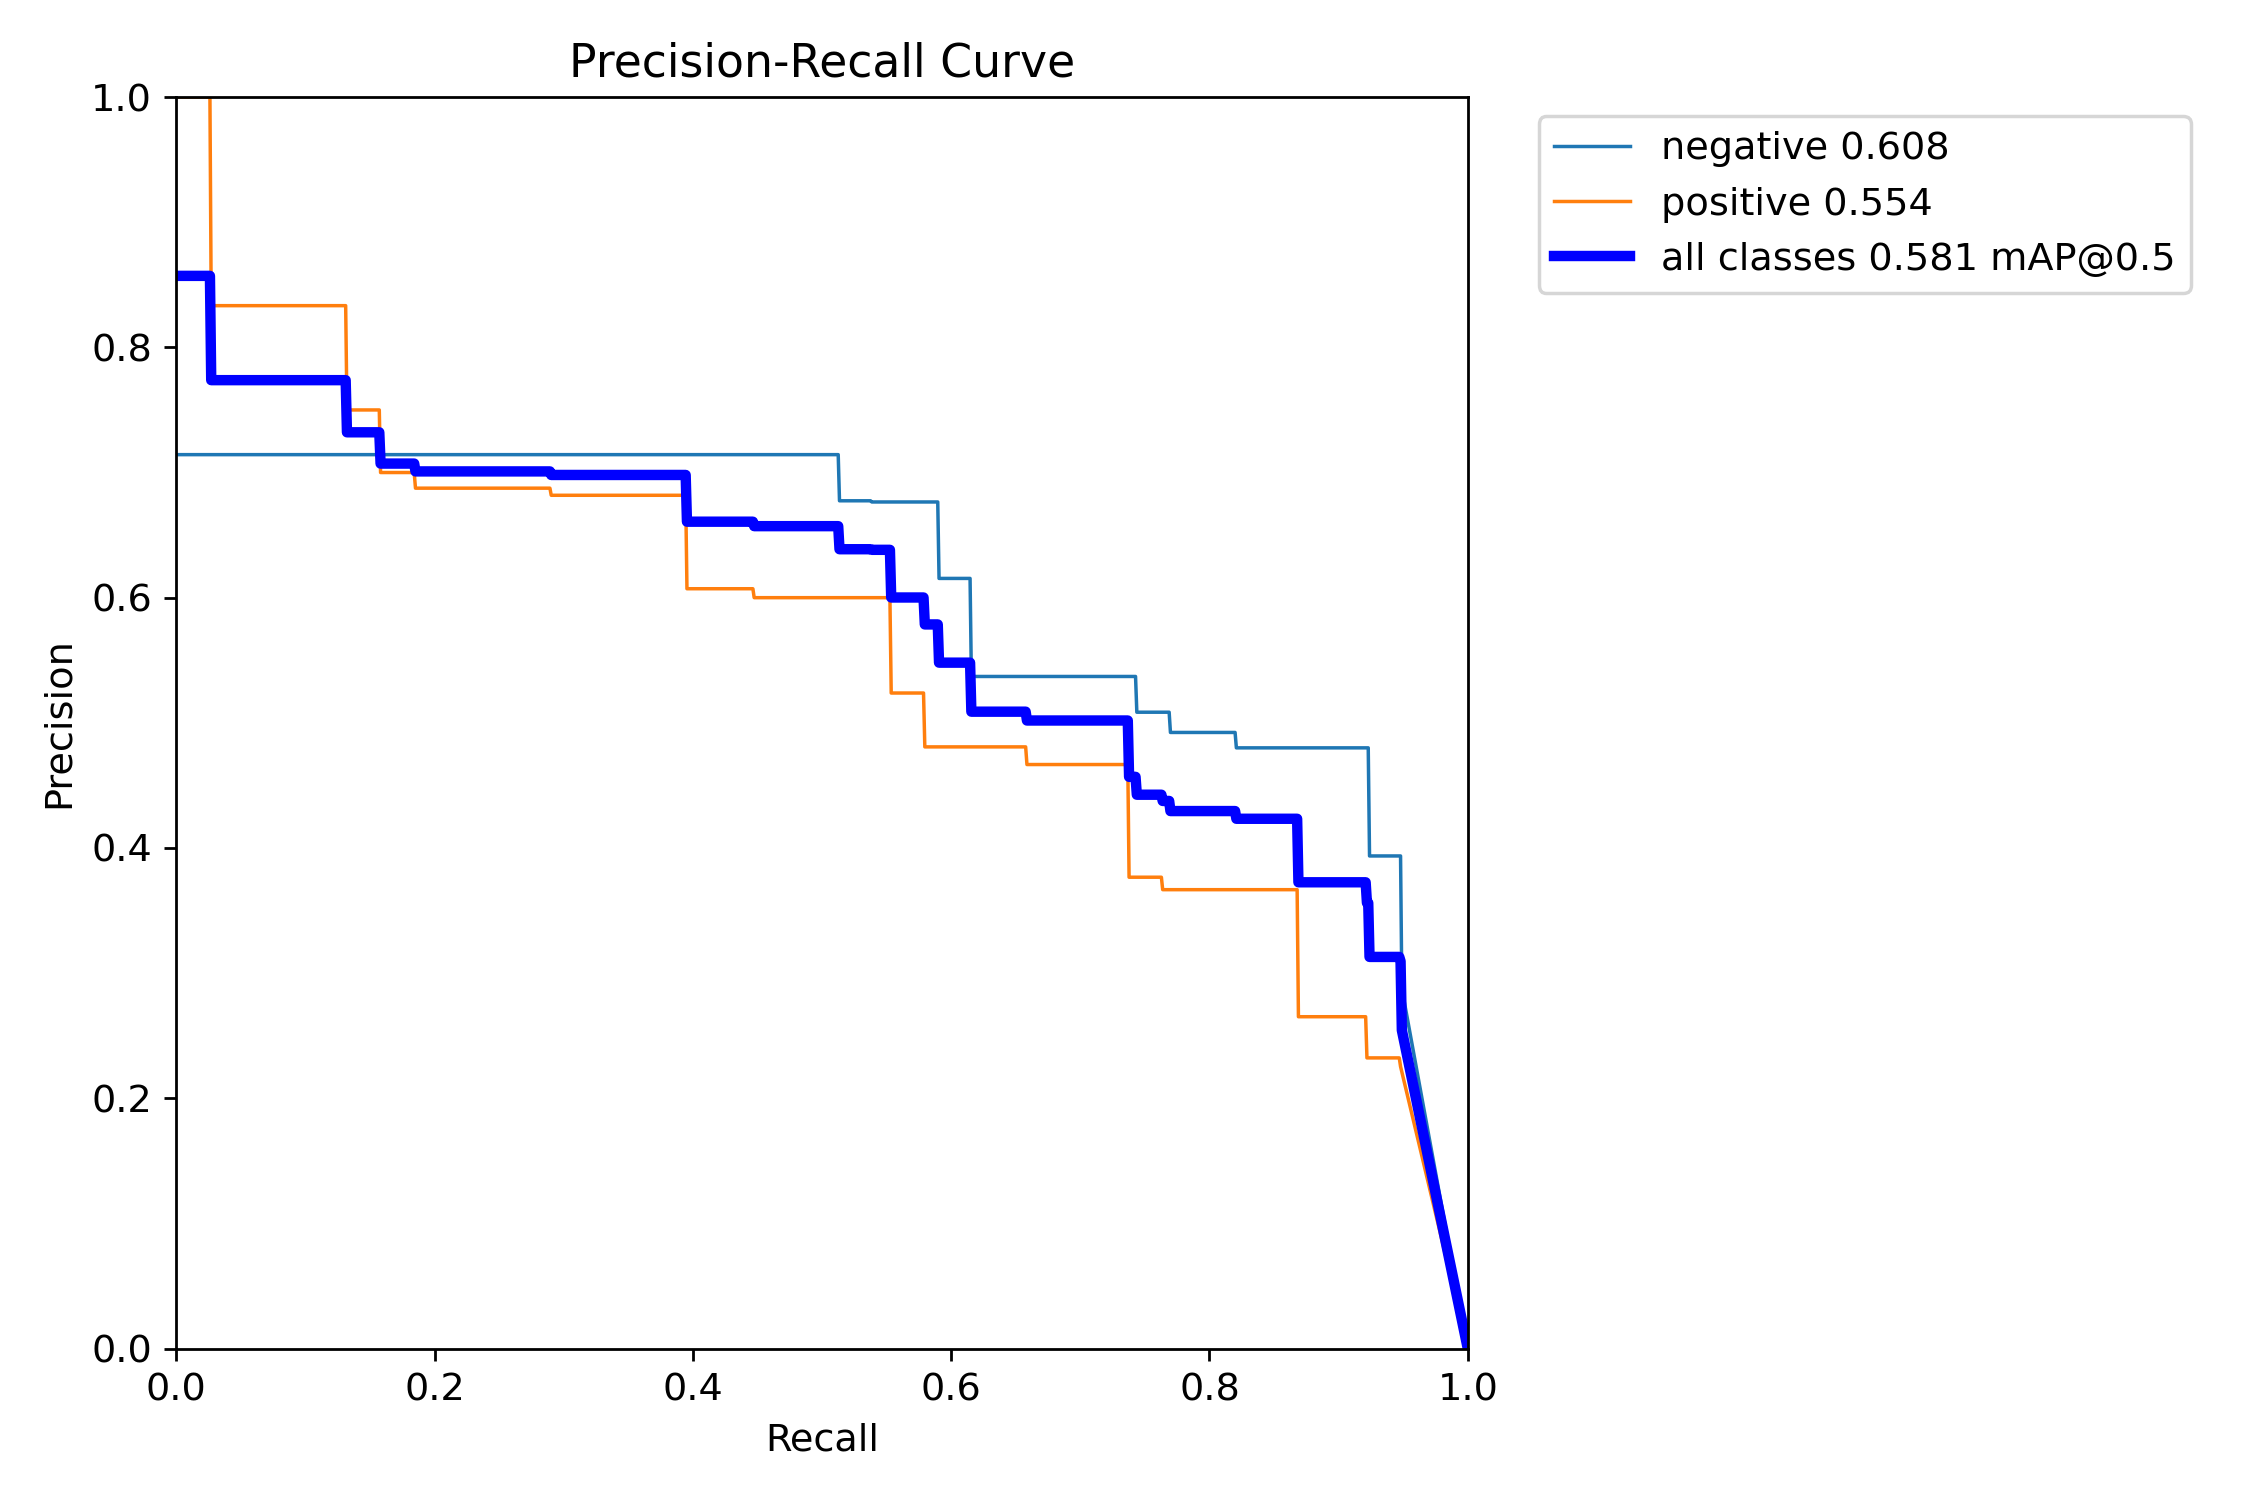 Precision-Recall Curve
negative 0.608
positive 0.554
all classes 0.581 mAP@0.5
Precision
1.0
0.8
0.6
0.4
0.2
0.0
0.0 0.2 0.4 0.6 0.8 1.0
Recall